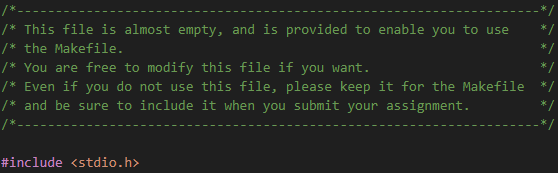 /*---------------------------------------------------------------------*/
/* This file is almost empty, and is provided to enable you to use     */
/* the Makefile.                                                       */
/* You are free to modify this file if you want.                       */
/* Even if you do not use this file, please keep it for the Makefile   */
/* and be sure to include it when you submit your assignment.          */
/*---------------------------------------------------------------------*/
#include <stdio.h>